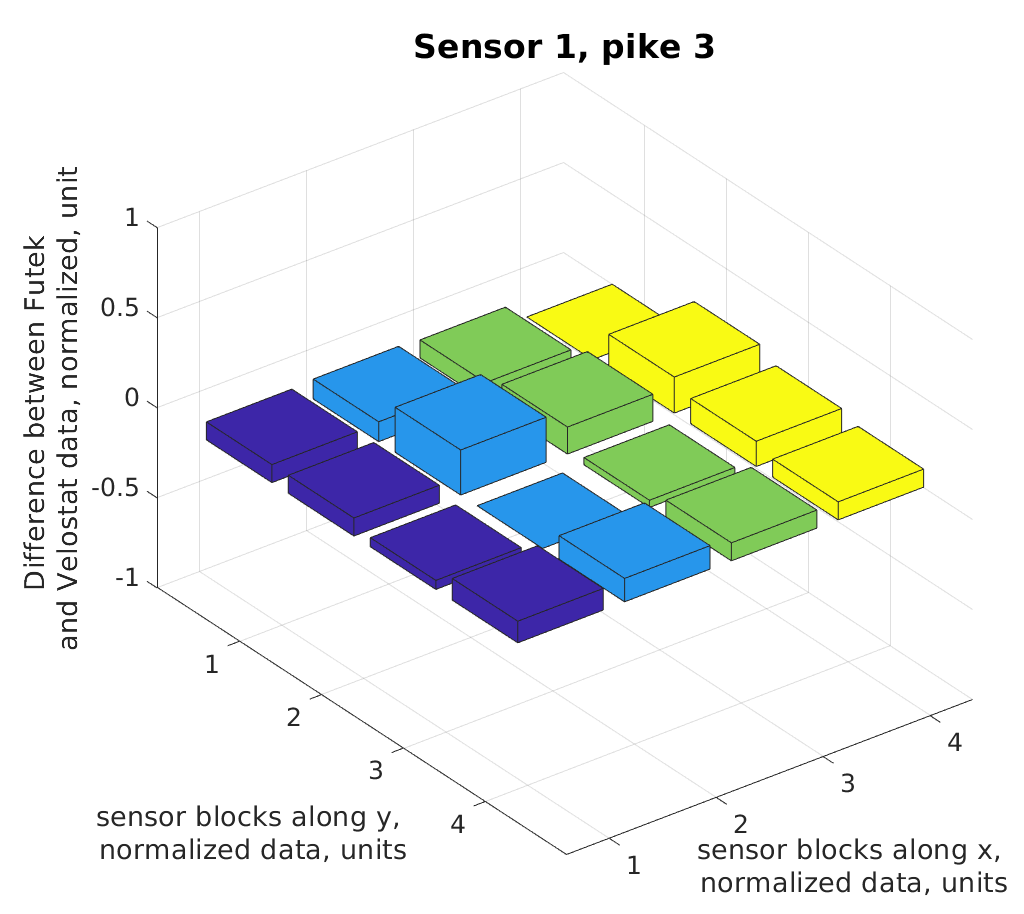 Sensor 1, pike 3
Difference between Futek
and Velostat data, normalized, unit
1
0.5
0
-0.5
-1
1
2
3
4
sensor blocks along y,
normalized data, units
1
2
3
4
sensor blocks along x,
normalized data, units